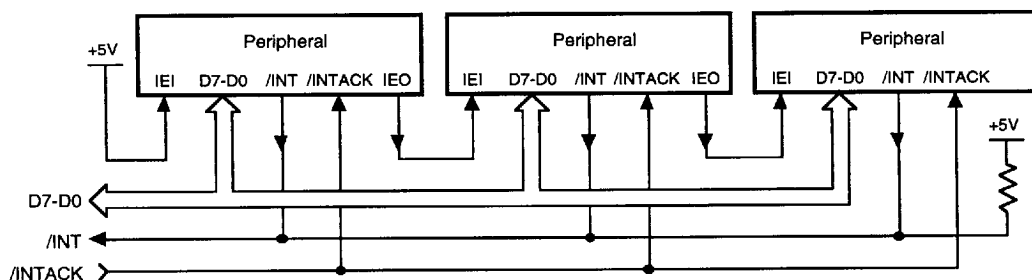 Peripheral
IEI D7-D0 /INT /INTACK IEO
Peripheral
IEI D7-D0 /INT /INTACK IEO
Peripheral
IEI D7-D0 /INT /INTACK
+5V
+5V
D7-D0
/INT
/INTACK